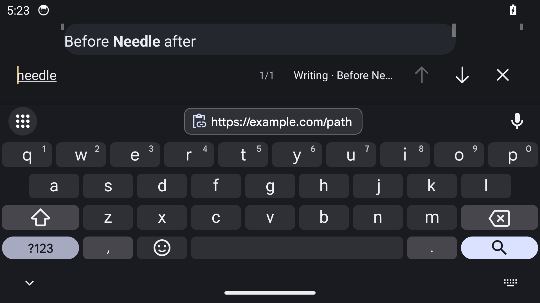 5:23
Before Needle after
needle
1/1
Writing · Before Ne...
https://example.com/path
q 1 w 2 e 3 r 4 t 5 y 6 u 7 i 8 o 9 p 0
a s d f g h j k l
z x c v b n m
?123 , .